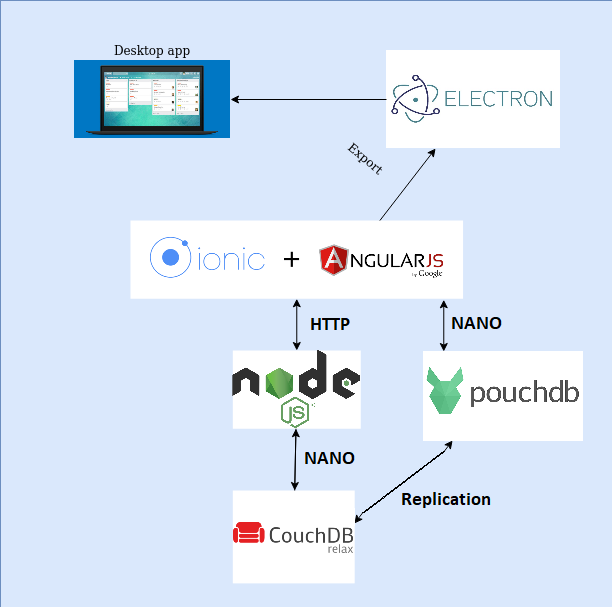 Desktop app
ELECTRON
Export
ionic + ANGULARJS
by Google
HTTP
NANO
node
JS
pouchdb
NANO
Replication
CouchDB
relax